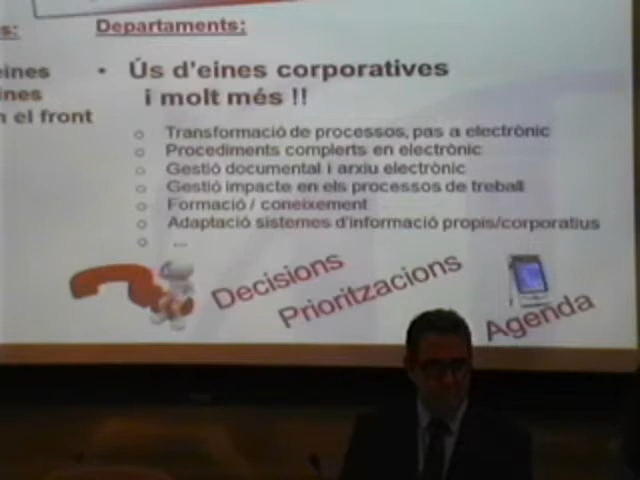 s:
eines
ines
n el front
Departaments:
• Ús d'eines corporatives
i molt més !!
o Transformació de processos, pas a electrònic
o Procediments complerts en electrònic
o Gestió documental i arxiu electrònic
o Gestió impacte en els processos de treball
o Formació / coneixement
o Adaptació sistemes d'informació propis/corporatius
o ...
Decisions
Prioritzacions
Agenda